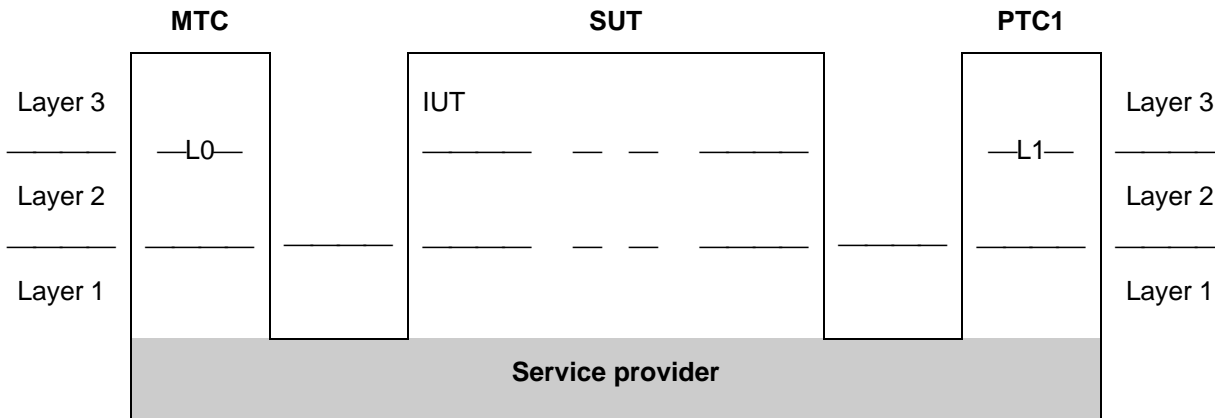 MTC SUT PTC1
Layer 3 IUT Layer 3
L0 L1
Layer 2 Layer 2
Layer 1 Layer 1
Service provider